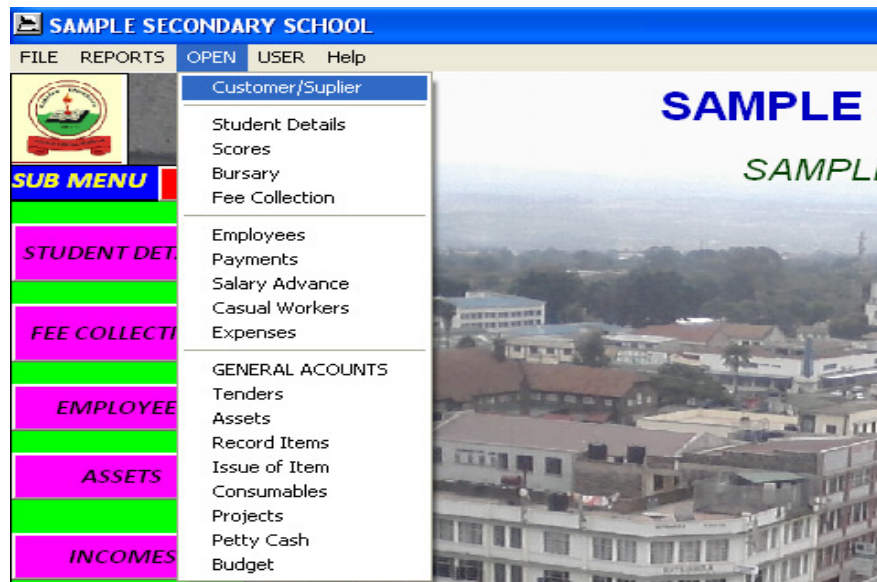 SAMPLE SECONDARY SCHOOL
FILE REPORTS OPEN USER Help
Customer/Suplier
Student Details
Scores
Bursary
Fee Collection
Employees
Payments
Salary Advance
Casual Workers
Expenses
GENERAL ACOUNTS
Tenders
Assets
Record Items
Issue of Item
Consumables
Projects
Petty Cash
Budget
SUB MENU
STUDENT DET
FEE COLLECTI
EMPLOYEE
ASSETS
INCOMES
SAMPLE
SAMPL